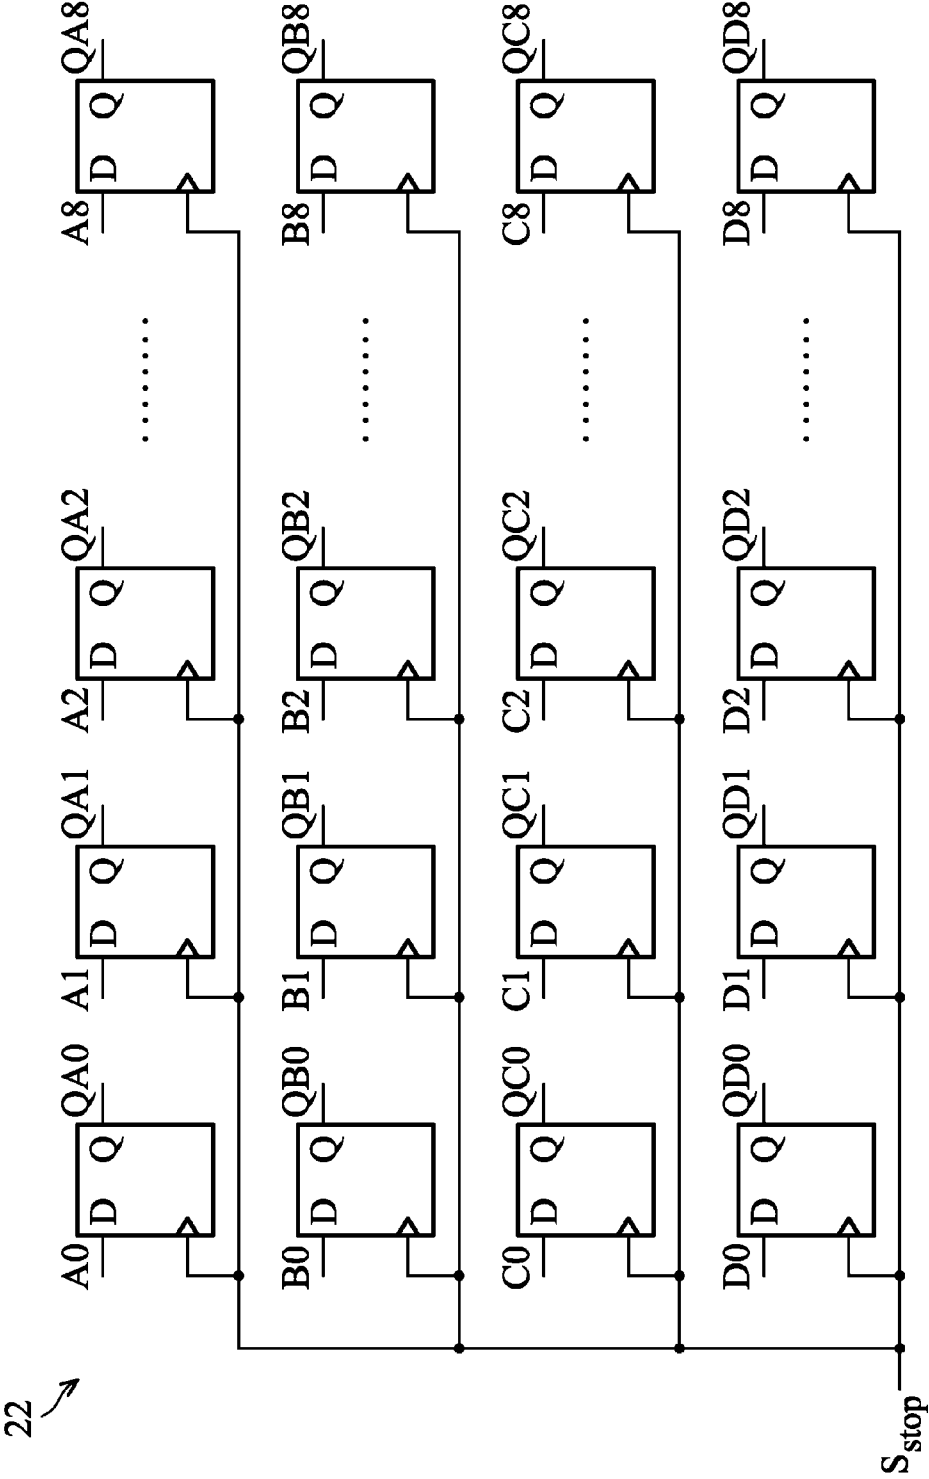 22
A0 QA0 A1 QA1 A2 QA2 A8 QA8
D Q D Q D Q ........ D Q
B0 QB0 B1 QB1 B2 QB2 B8 QB8
D Q D Q D Q ........ D Q
C0 QC0 C1 QC1 C2 QC2 C8 QC8
D Q D Q D Q ........ D Q
D0 QD0 D1 QD1 D2 QD2 D8 QD8
D Q D Q D Q ........ D Q
Sstop